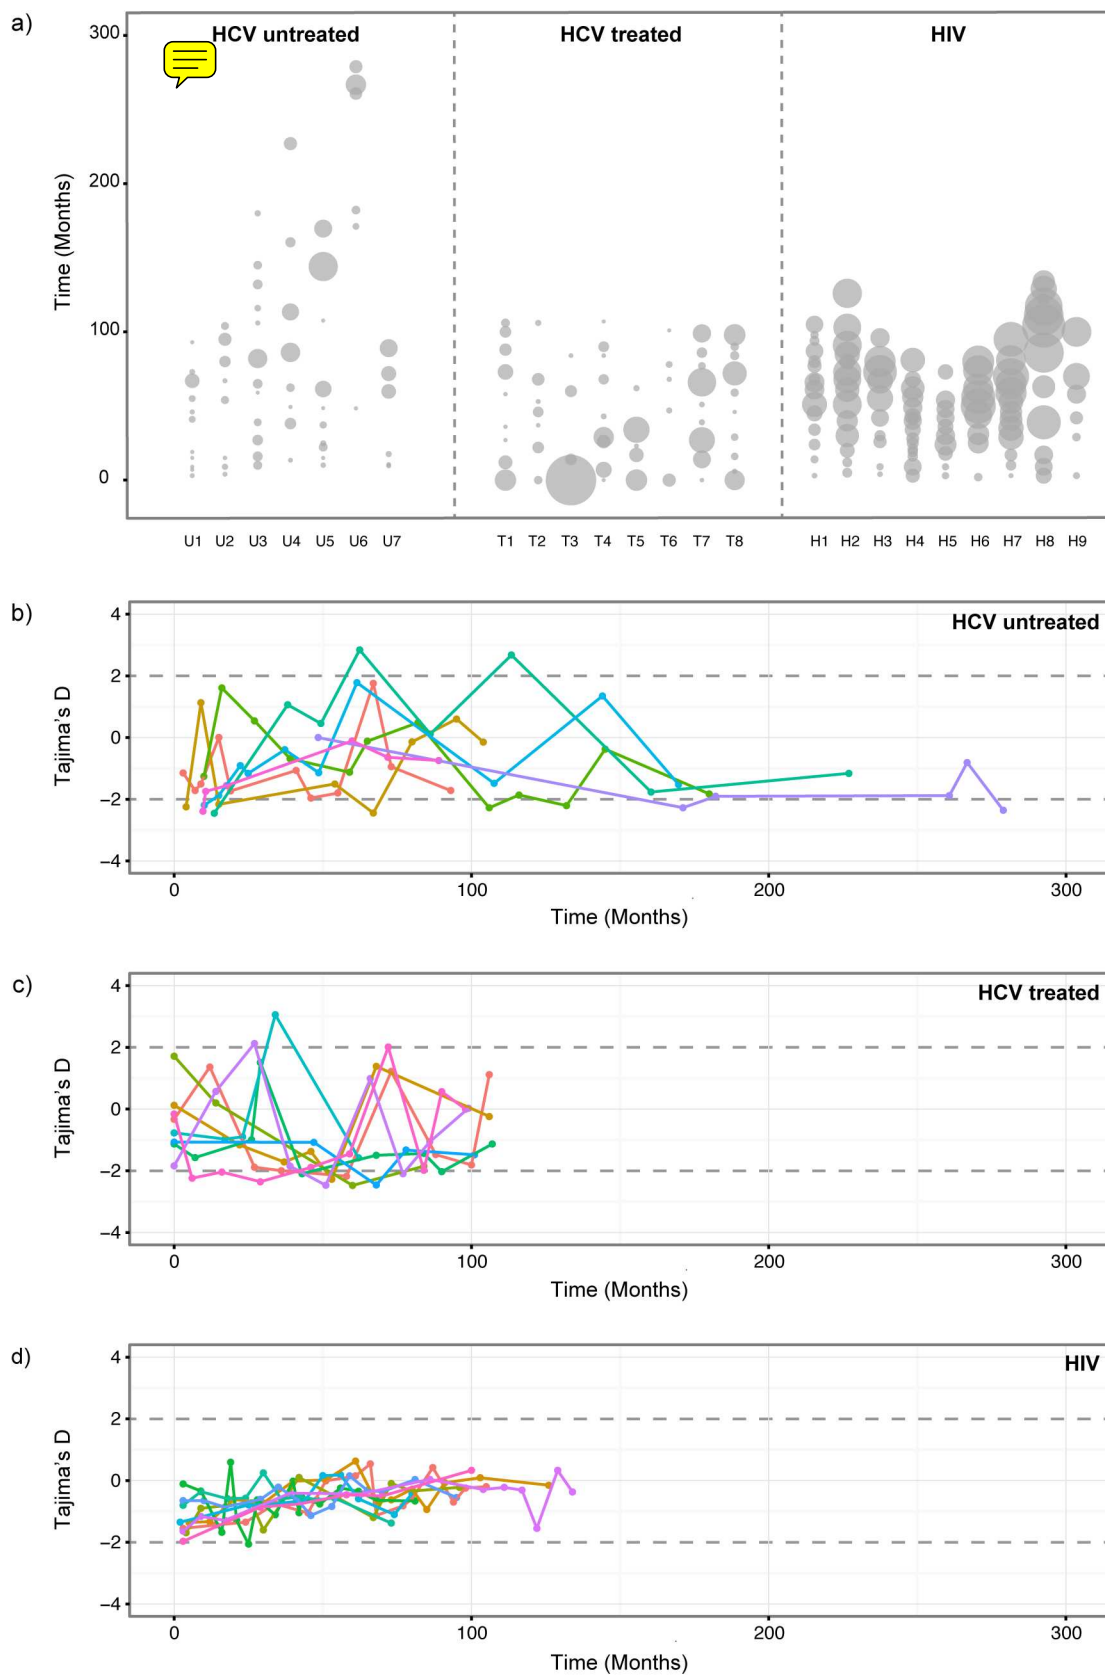 a)
HCV untreated HCV treated HIV
300
200
100
0
Time (Months)
U1 U2 U3 U4 U5 U6 U7 T1 T2 T3 T4 T5 T6 T7 T8 H1 H2 H3 H4 H5 H6 H7 H8 H9
b)
HCV untreated
4
2
0
−2
−4
Tajima's D
0 100 200 300
Time (Months)
c)
HCV treated
4
2
0
−2
−4
Tajima's D
0 100 200 300
Time (Months)
d)
HIV
4
2
0
−2
−4
Tajima's D
0 100 200 300
Time (Months)